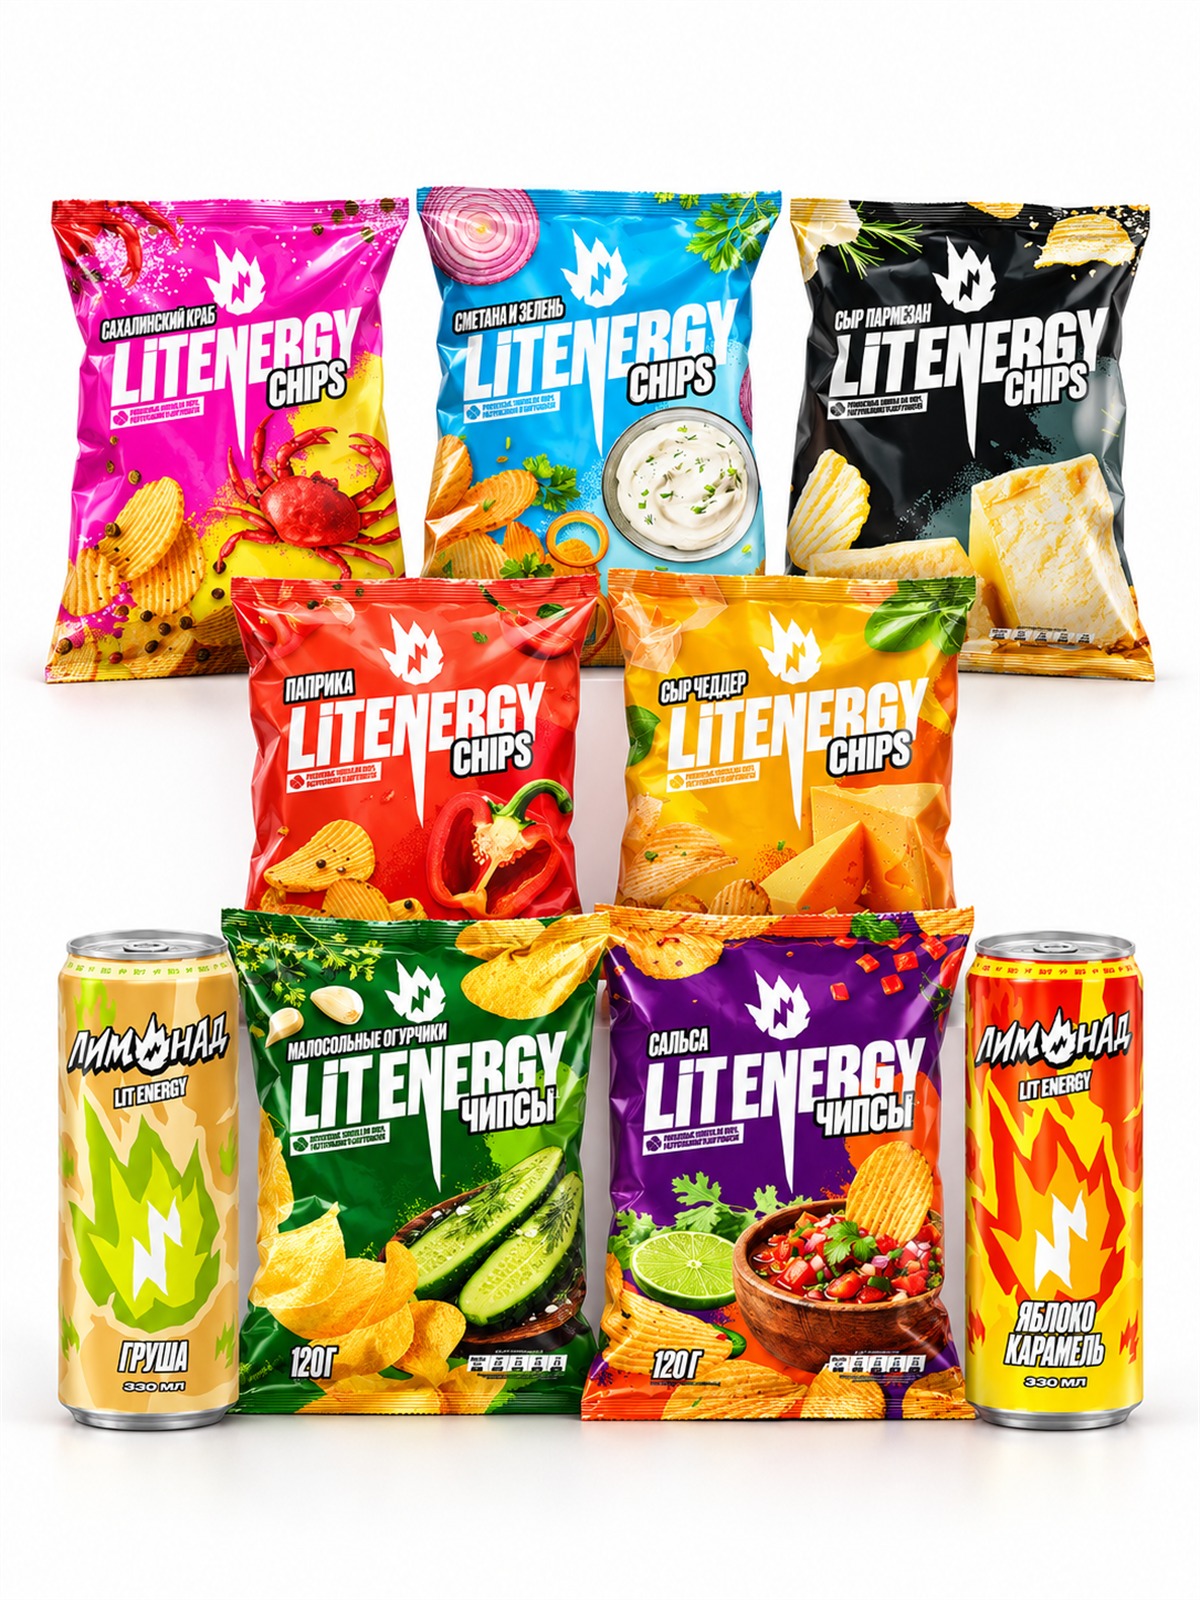 САХАЛИНСКИЙ КРАБ
LITENERGY
CHIPS
СМЕТАНА И ЗЕЛЕНЬ
LITENERGY
CHIPS
СЫР ПАРМЕЗАН
LITENERGY
CHIPS
ПАПРИКА
LITENERGY
CHIPS
СЫР ЧЕДДЕР
LITENERGY
CHIPS
ЛИМОНАД
LIT ENERGY
ГРУША
330 МЛ
МАЛОСОЛЬНЫЕ ОГУРЧИКИ
LIT ENERGY
ЧИПСЫ
120Г
САЛЬСА
LIT ENERGY
ЧИПСЫ
120Г
ЛИМОНАД
LIT ENERGY
ЯБЛОКО
КАРАМЕЛЬ
330 МЛ